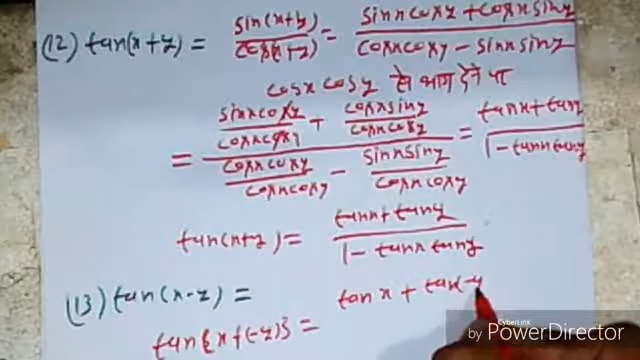 (12) tan(x+y) = sin(x+y)/cos(x+y) = sinx cosy + cosx siny / cosx cosy - sinx siny
cosx cosy से भाग देने पर
= sinx cosy/cosx cosy + cosx siny/cosx cosy / cosx cosy/cosx cosy - sinx siny/cosx cosy = tanx + tany / 1 - tanx tany
tan(x+y) = tanx + tany / 1 - tanx tany
(13) tan(x-y) =
tan{x+(-y)} = tan x + tan(-y
CyberLink
by PowerDirector